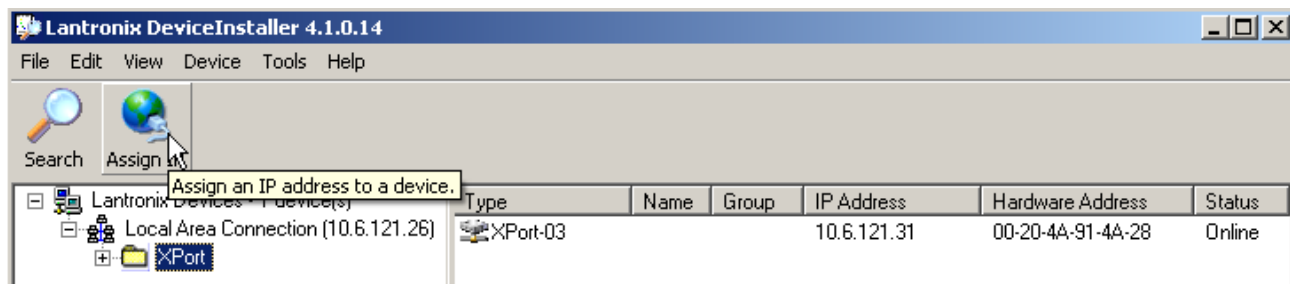 Lantronix DeviceInstaller 4.1.0.14
File Edit View Device Tools Help
Search Assign
Assign an IP address to a device.
Lantronix Devices - 1 device(s)
Local Area Connection (10.6.121.26)
XPort
Type Name Group IP Address Hardware Address Status
XPort-03 10.6.121.31 00-20-4A-91-4A-28 Online